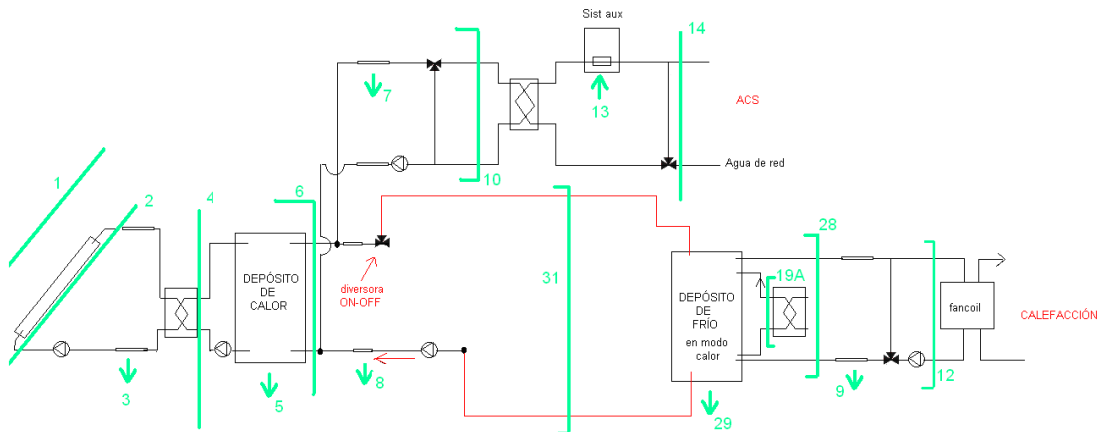 Sist aux
14
7
13
ACS
Agua de red
10
1
2
4
6
28
31
19A
DEPÓSITO
DE
CALOR
diversora
ON-OFF
DEPÓSITO
DE
FRÍO
en modo
calor
fancoil
CALEFACCIÓN
3
5
8
29
9
12